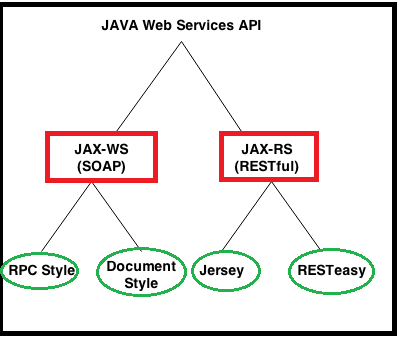 JAVA Web Services API
JAX-WS
(SOAP)
JAX-RS
(RESTful)
RPC Style
Document
Style
Jersey
RESTeasy